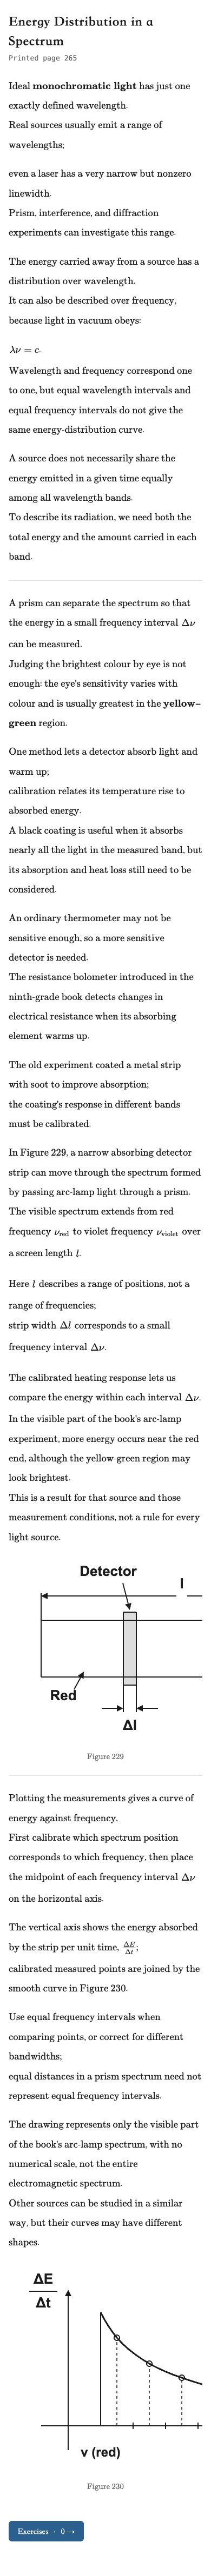 Energy Distribution in a
Spectrum
Printed page 265
Ideal monochromatic light has just one
exactly defined wavelength.
Real sources usually emit a range of
wavelengths;
even a laser has a very narrow but nonzero
linewidth.
Prism, interference, and diffraction
experiments can investigate this range.
The energy carried away from a source has a
distribution over wavelength.
It can also be described over frequency,
because light in vacuum obeys:
λν = c.
Wavelength and frequency correspond one
to one, but equal wavelength intervals and
equal frequency intervals do not give the
same energy-distribution curve.
A source does not necessarily share the
energy emitted in a given time equally
among all wavelength bands.
To describe its radiation, we need both the
total energy and the amount carried in each
band.
A prism can separate the spectrum so that
the energy in a small frequency interval Δν
can be measured.
Judging the brightest colour by eye is not
enough: the eye's sensitivity varies with
colour and is usually greatest in the yellow–
green region.
One method lets a detector absorb light and
warm up;
calibration relates its temperature rise to
absorbed energy.
A black coating is useful when it absorbs
nearly all the light in the measured band, but
its absorption and heat loss still need to be
considered.
An ordinary thermometer may not be
sensitive enough, so a more sensitive
detector is needed.
The resistance bolometer introduced in the
ninth-grade book detects changes in
electrical resistance when its absorbing
element warms up.
The old experiment coated a metal strip
with soot to improve absorption;
the coating's response in different bands
must be calibrated.
In Figure 229, a narrow absorbing detector
strip can move through the spectrum formed
by passing arc-lamp light through a prism.
The visible spectrum extends from red
frequency ν_red to violet frequency ν_violet over
a screen length l.
Here l describes a range of positions, not a
range of frequencies;
strip width Δl corresponds to a small
frequency interval Δν.
The calibrated heating response lets us
compare the energy within each interval Δν.
In the visible part of the book's arc-lamp
experiment, more energy occurs near the red
end, although the yellow-green region may
look brightest.
This is a result for that source and those
measurement conditions, not a rule for every
light source.
Detector
l
Red
Δl
Figure 229
Plotting the measurements gives a curve of
energy against frequency.
First calibrate which spectrum position
corresponds to which frequency, then place
the midpoint of each frequency interval Δν
on the horizontal axis.
The vertical axis shows the energy absorbed
by the strip per unit time, ΔE/Δt;
calibrated measured points are joined by the
smooth curve in Figure 230.
Use equal frequency intervals when
comparing points, or correct for different
bandwidths;
equal distances in a prism spectrum need not
represent equal frequency intervals.
The drawing represents only the visible part
of the book's arc-lamp spectrum, with no
numerical scale, not the entire
electromagnetic spectrum.
Other sources can be studied in a similar
way, but their curves may have different
shapes.
ΔE
Δt
ν (red)
Figure 230
Exercises · 0 →